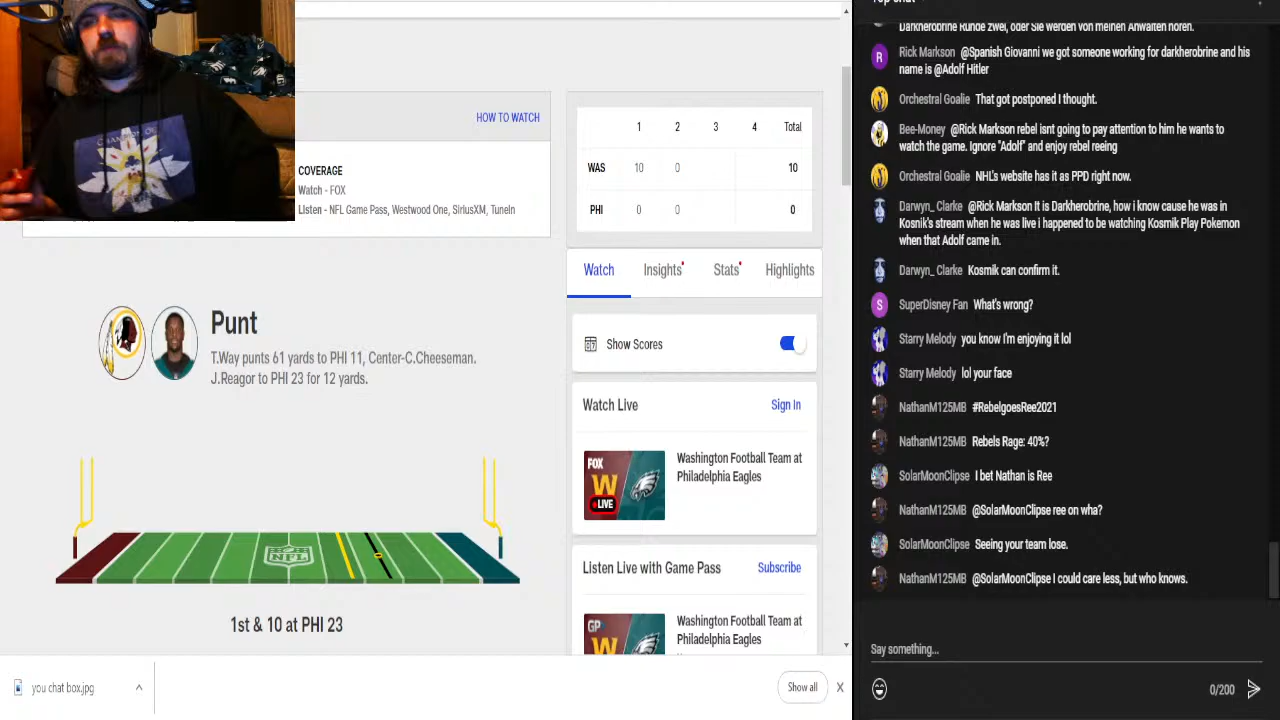 HOW TO WATCH
COVERAGE
Watch - FOX
Listen - NFL Game Pass, Westwood One, SiriusXM, TuneIn
1 2 3 4 Total
WAS 10 0 10
PHI 0 0 0
Watch Insights Stats Highlights
Punt
T.Way punts 61 yards to PHI 11, Center-C.Cheeseman.
J.Reagor to PHI 23 for 12 yards.
Show Scores
Watch Live Sign In
FOX
W
LIVE
Washington Football Team at
Philadelphia Eagles
NFL
Listen Live with Game Pass Subscribe
GP
W
Washington Football Team at
Philadelphia Eagles
1st & 10 at PHI 23
you chat box.jpg
Show all
X
Darkherobrine Runde zwei, oder Sie werden von meinen Anwälten hören.
R
Rick Markson @Spanish Giovanni we got someone working for darkherobrine and his
name is @Adolf Hitler
Orchestral Goalie That got postponed I thought.
Bee-Money @Rick Markson rebel isnt going to pay attention to him he wants to
watch the game. Ignore "Adolf" and enjoy rebel reeing
Orchestral Goalie NHL's website has it as PPD right now.
Darwyn_ Clarke @Rick Markson It is Darkherobrine, how i know cause he was in
Kosnik's stream when he was live i happened to be watching Kosmik Play Pokemon
when that Adolf came in.
Darwyn_ Clarke Kosmik can confirm it.
S
SuperDisney Fan What's wrong?
Starry Melody you know I'm enjoying it lol
Starry Melody lol your face
NathanM125MB #RebelgoesRee2021
NathanM125MB Rebels Rage: 40%?
SolarMoonClipse I bet Nathan is Ree
NathanM125MB @SolarMoonClipse ree on wha?
SolarMoonClipse Seeing your team lose.
NathanM125MB @SolarMoonClipse I could care less, but who knows.
Say something...
0/200